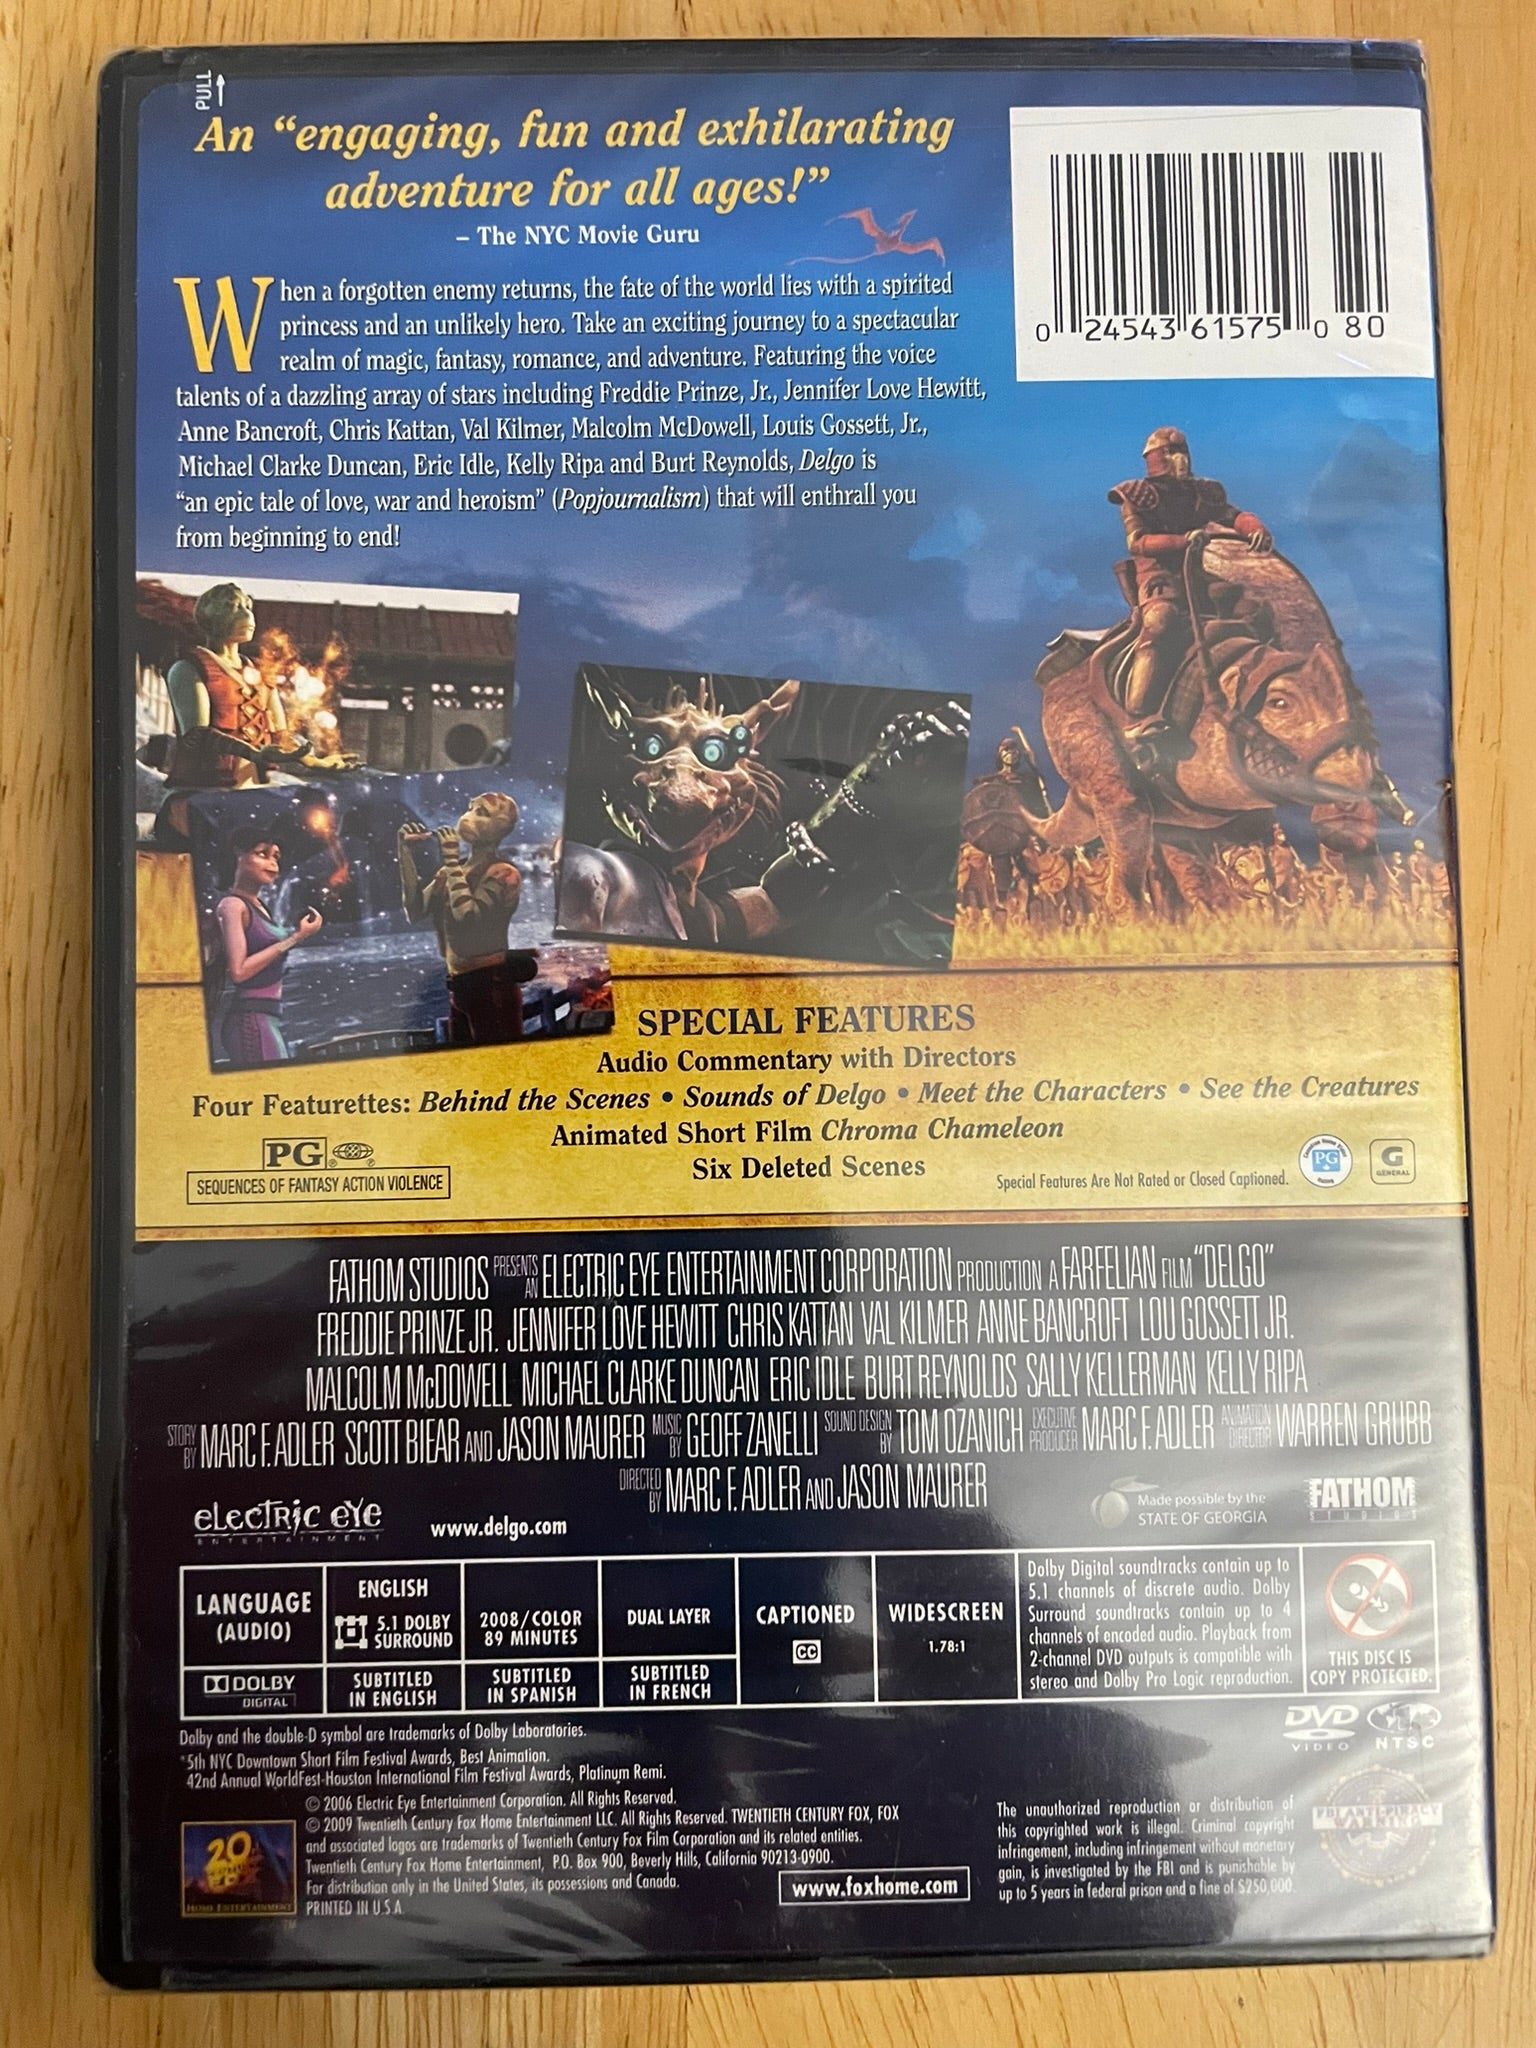 PULL
An “engaging, fun and exhilarating
adventure for all ages!”
– The NYC Movie Guru
When a forgotten enemy returns, the fate of the world lies with a spirited
princess and an unlikely hero. Take an exciting journey to a spectacular
realm of magic, fantasy, romance, and adventure. Featuring the voice
talents of a dazzling array of stars including Freddie Prinze, Jr., Jennifer Love Hewitt,
Anne Bancroft, Chris Kattan, Val Kilmer, Malcolm McDowell, Louis Gossett, Jr.,
Michael Clarke Duncan, Eric Idle, Kelly Ripa and Burt Reynolds, Delgo is
“an epic tale of love, war and heroism” (Popjournalism) that will enthrall you
from beginning to end!
0 24543 61575 0 80
SPECIAL FEATURES
Audio Commentary with Directors
Four Featurettes: Behind the Scenes • Sounds of Delgo • Meet the Characters • See the Creatures
Animated Short Film Chroma Chameleon
Six Deleted Scenes
PG
SEQUENCES OF FANTASY ACTION VIOLENCE
Special Features Are Not Rated or Closed Captioned.
PG
G
GENERAL
FATHOM STUDIOS PRESENTS AN ELECTRIC EYE ENTERTAINMENT CORPORATION PRODUCTION A FARFELIAN FILM “DELGO”
FREDDIE PRINZE JR. JENNIFER LOVE HEWITT CHRIS KATTAN VAL KILMER ANNE BANCROFT LOU GOSSETT JR.
MALCOLM McDOWELL MICHAEL CLARKE DUNCAN ERIC IDLE BURT REYNOLDS SALLY KELLERMAN KELLY RIPA
STORY BY MARC F. ADLER SCOTT BIEAR AND JASON MAURER MUSIC BY GEOFF ZANELLI SOUND DESIGN BY TOM OZANICH EXECUTIVE PRODUCER MARC F. ADLER ANIMATION DIRECTOR WARREN GRUBB
DIRECTED BY MARC F. ADLER AND JASON MAURER
electric eye
ENTERTAINMENT
www.delgo.com
Made possible by the
STATE OF GEORGIA
FATHOM
STUDIOS
LANGUAGE
(AUDIO)
ENGLISH
5.1 DOLBY
SURROUND
2008/COLOR
89 MINUTES
DUAL LAYER
CAPTIONED
CC
WIDESCREEN
1.78:1
DOLBY
DIGITAL
SUBTITLED
IN ENGLISH
SUBTITLED
IN SPANISH
SUBTITLED
IN FRENCH
Dolby Digital soundtracks contain up to
5.1 channels of discrete audio. Dolby
Surround soundtracks contain up to 4
channels of encoded audio. Playback from
2-channel DVD outputs is compatible with
stereo and Dolby Pro Logic reproduction.
THIS DISC IS
COPY PROTECTED.
DVD
VIDEO
NTSC
Dolby and the double-D symbol are trademarks of Dolby Laboratories.
*5th NYC Downtown Short Film Festival Awards, Best Animation.
42nd Annual WorldFest-Houston International Film Festival Awards, Platinum Remi.
© 2006 Electric Eye Entertainment Corporation. All Rights Reserved.
© 2009 Twentieth Century Fox Home Entertainment LLC. All Rights Reserved. TWENTIETH CENTURY FOX, FOX
and associated logos are trademarks of Twentieth Century Fox Film Corporation and its related entities.
Twentieth Century Fox Home Entertainment, P.O. Box 900, Beverly Hills, California 90213-0900.
For distribution only in the United States, its possessions and Canada.
PRINTED IN U.S.A.
20
HOME ENTERTAINMENT
TM
www.foxhome.com
The unauthorized reproduction or distribution of
this copyrighted work is illegal. Criminal copyright
infringement, including infringement without monetary
gain, is investigated by the FBI and is punishable by
up to 5 years in federal prison and a fine of $250,000.
FBI ANTI-PIRACY
WARNING